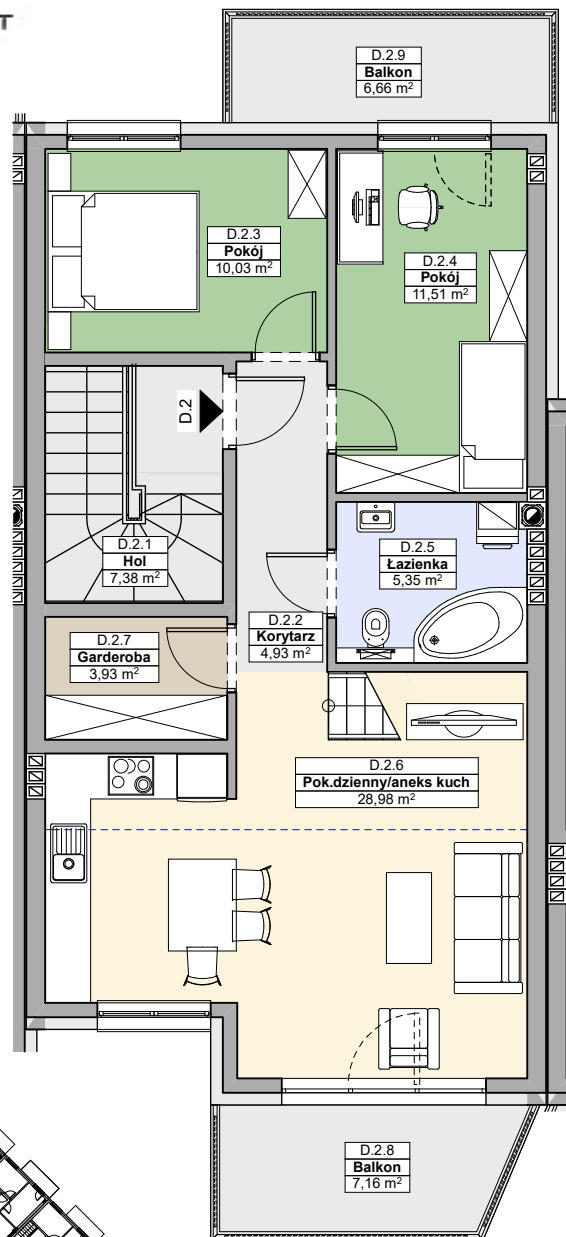 T
D.2.9
Balkon
6,66 m²
D.2.3
Pokój
10,03 m²
D.2.4
Pokój
11,51 m²
D.2
D.2.1
Hol
7,38 m²
D.2.5
Łazienka
5,35 m²
D.2.2
Korytarz
4,93 m²
D.2.7
Garderoba
3,93 m²
D.2.6
Pok.dzienny/aneks kuch
28,98 m²
D.2.8
Balkon
7,16 m²